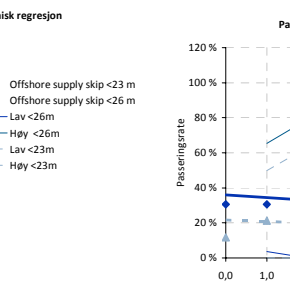 isk regresjon
Pa
Offshore supply skip <23 m
Offshore supply skip <26 m
Lav <26m
Høy <26m
Lav <23m
Høy <23m
Passeringsrate
120 %
100 %
80 %
60 %
40 %
20 %
0 %
0,0 1,0